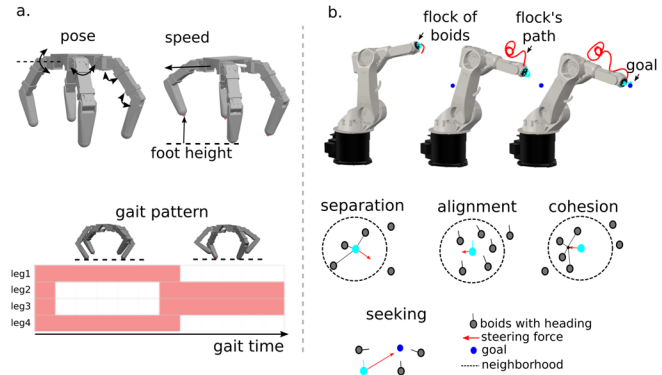 a.
pose
speed
foot height
gait pattern
leg1
leg2
leg3
leg4
gait time
b.
flock of
boids
flock's
path
goal
separation
alignment
cohesion
seeking
boids with heading
steering force
goal
neighborhood